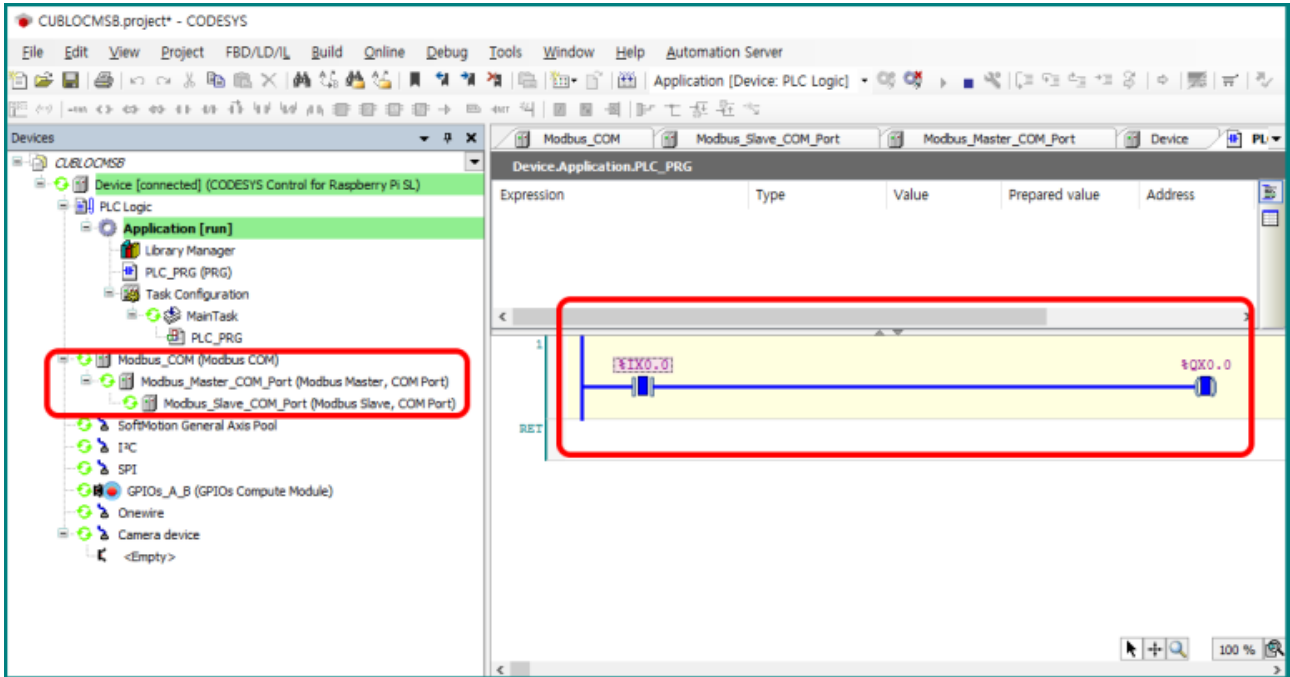 CUBLOCMSB.project* - CODESYS
File Edit View Project FBD/LD/IL Build Online Debug Tools Window Help Automation Server
Application [Device: PLC Logic]
Devices
Modbus_COM Modbus_Slave_COM_Port Modbus_Master_COM_Port Device PL
CUBLOCMSB
Device.Application.PLC_PRG
Device [connected] (CODESYS Control for Raspberry Pi SL)
Expression Type Value Prepared value Address
PLC Logic
Application [run]
Library Manager
PLC_PRG (PRG)
Task Configuration
MainTask
PLC_PRG
Modbus_COM (Modbus COM)
Modbus_Master_COM_Port (Modbus Master, COM Port)
Modbus_Slave_COM_Port (Modbus Slave, COM Port)
SoftMotion General Axis Pool
I²C
SPI
GPIOs_A_B (GPIOs Compute Module)
Onewire
Camera device
<Empty>
1
%IX0.0 %QX0.0
RET
100 %